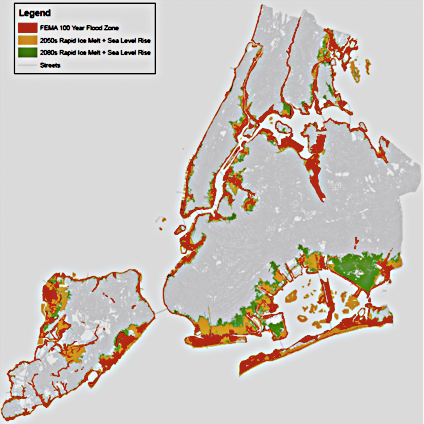 Legend
FEMA 100 Year Flood Zone
2050s Rapid Ice Melt + Sea Level Rise
2080s Rapid Ice Melt + Sea Level Rise
Streets